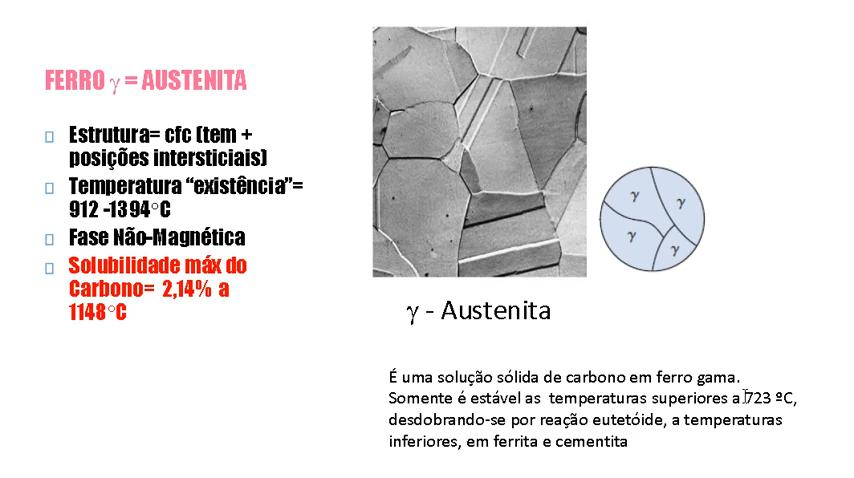 FERRO γ = AUSTENITA
Estrutura= cfc (tem +
posições intersticiais)
Temperatura “existência”=
912 -1394°C
Fase Não-Magnética
Solubilidade máx do
Carbono= 2,14% a
1148°C
γ
γ
γ
γ
γ - Austenita
É uma solução sólida de carbono em ferro gama.
Somente é estável as temperaturas superiores a 723 ºC,
desdobrando-se por reação eutetóide, a temperaturas
inferiores, em ferrita e cementita